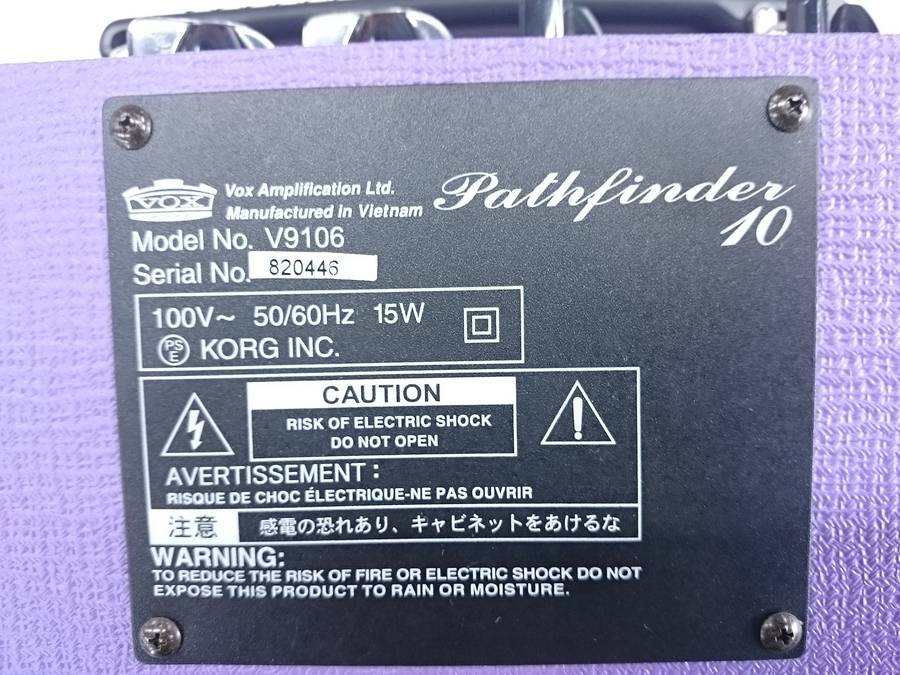 VOX
Vox Amplification Ltd.
Manufactured in Vietnam
Pathfinder
10
Model No. V9106
Serial No. 820446
100V~ 50/60Hz 15W
PS
E
KORG INC.
CAUTION
RISK OF ELECTRIC SHOCK
DO NOT OPEN
AVERTISSEMENT :
RISQUE DE CHOC ÉLECTRIQUE-NE PAS OUVRIR
注意 感電の恐れあり、キャビネットをあけるな
WARNING:
TO REDUCE THE RISK OF FIRE OR ELECTRIC SHOCK DO NOT
EXPOSE THIS PRODUCT TO RAIN OR MOISTURE.